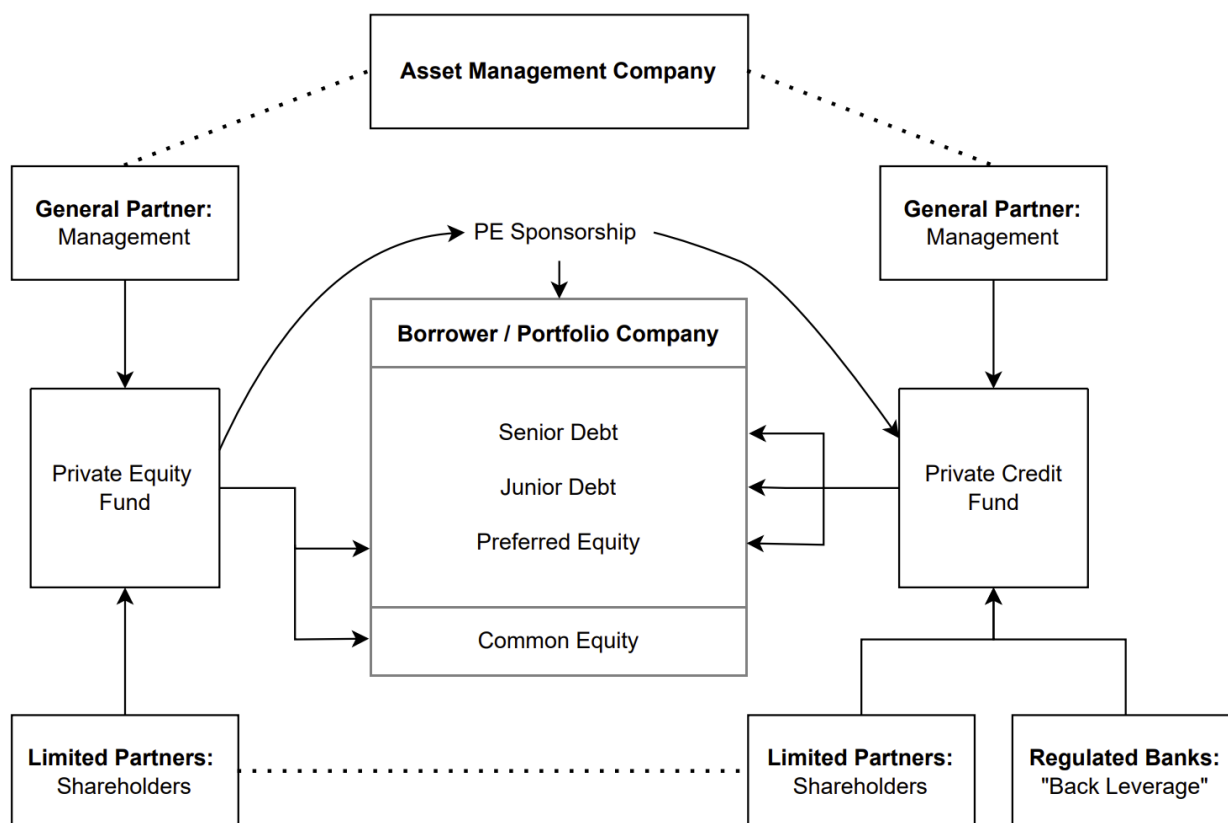 Asset Management Company
General Partner:
Management
General Partner:
Management
PE Sponsorship
Borrower / Portfolio Company
Private Equity
Fund
Senior Debt
Junior Debt
Preferred Equity
Common Equity
Private Credit
Fund
Limited Partners:
Shareholders
Limited Partners:
Shareholders
Regulated Banks:
"Back Leverage"